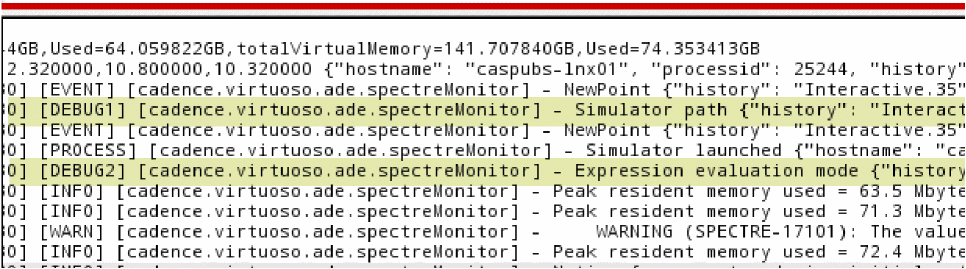 4GB,Used=64.059822GB,totalVirtualMemory=141.707840GB,Used=74.353413GB
2.320000,10.800000,10.320000 {"hostname": "caspubs-lnx01", "processid": 25244, "history"
0] [EVENT] [cadence.virtuoso.ade.spectreMonitor] - NewPoint {"history": "Interactive.35"
0] [DEBUG1] [cadence.virtuoso.ade.spectreMonitor] - Simulator path {"history": "Interact
0] [EVENT] [cadence.virtuoso.ade.spectreMonitor] - NewPoint {"history": "Interactive.35"
0] [PROCESS] [cadence.virtuoso.ade.spectreMonitor] - Simulator launched {"hostname": "ca
0] [DEBUG2] [cadence.virtuoso.ade.spectreMonitor] - Expression evaluation mode {"history
0] [INFO] [cadence.virtuoso.ade.spectreMonitor] - Peak resident memory used = 63.5 Mbyte
0] [INFO] [cadence.virtuoso.ade.spectreMonitor] - Peak resident memory used = 71.3 Mbyte
0] [WARN] [cadence.virtuoso.ade.spectreMonitor] - WARNING (SPECTRE-17101): The value
0] [INFO] [cadence.virtuoso.ade.spectreMonitor] - Peak resident memory used = 72.4 Mbyte